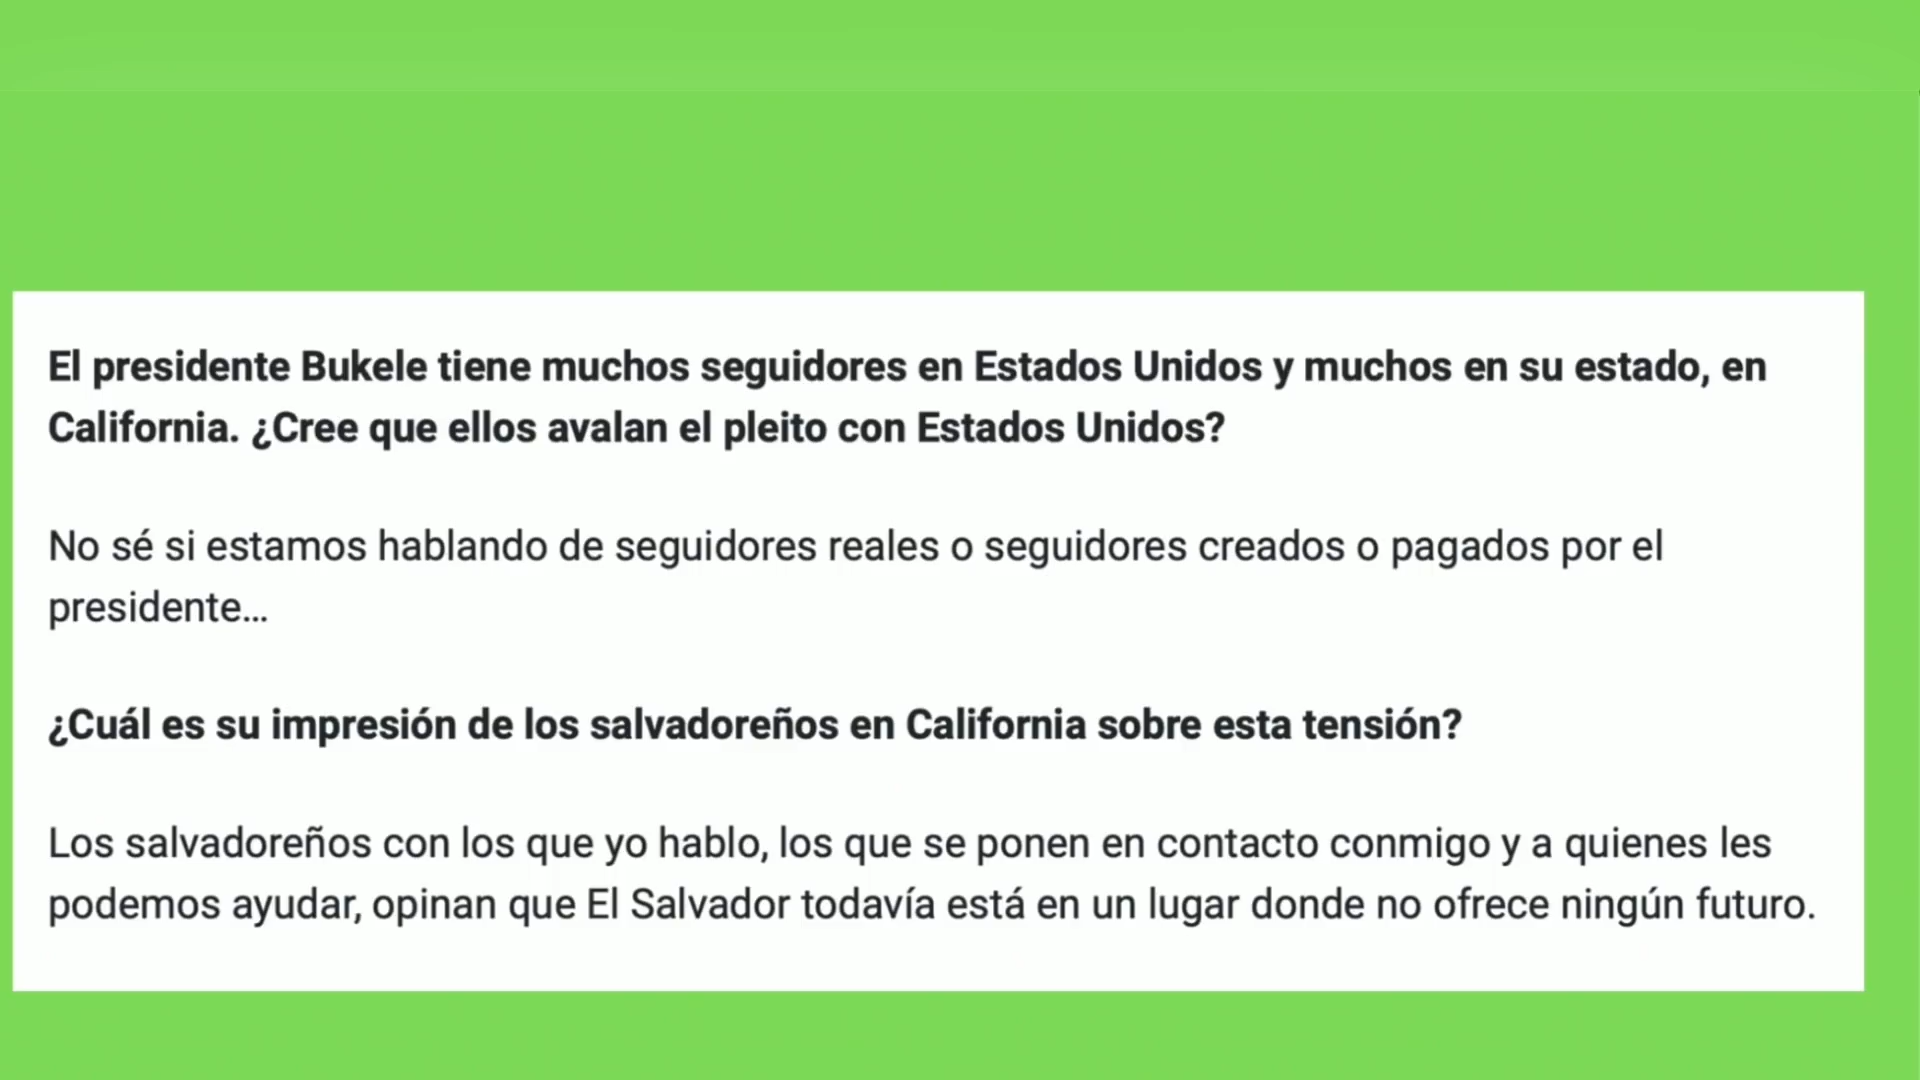 El presidente Bukele tiene muchos seguidores en Estados Unidos y muchos en su estado, en
California. ¿Cree que ellos avalan el pleito con Estados Unidos?
No sé si estamos hablando de seguidores reales o seguidores creados o pagados por el
presidente...
¿Cuál es su impresión de los salvadoreños en California sobre esta tensión?
Los salvadoreños con los que yo hablo, los que se ponen en contacto conmigo y a quienes les
podemos ayudar, opinan que El Salvador todavía está en un lugar donde no ofrece ningún futuro.